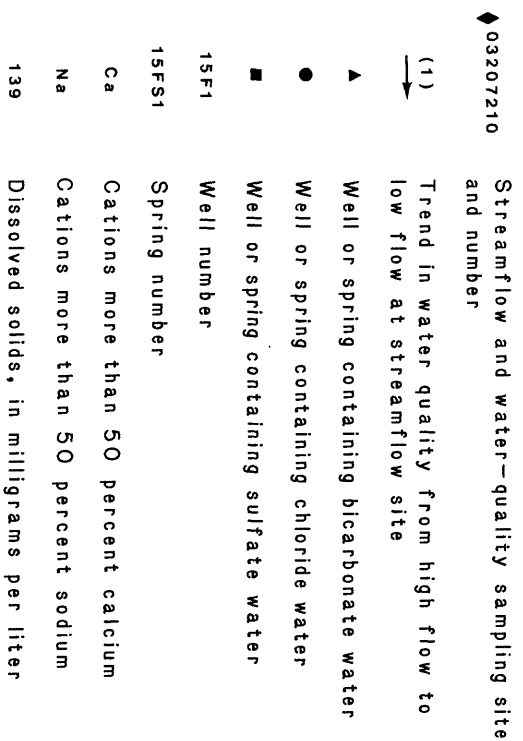 ◆ 03207210 Streamflow and water-quality sampling site
and number
(1) Trend in water quality from high flow to
→ low flow at streamflow site
▲ Well or spring containing bicarbonate water
● Well or spring containing chloride water
■ Well or spring containing sulfate water
15F1 Well number
15FS1 Spring number
Ca Cations more than 50 percent calcium
Na Cations more than 50 percent sodium
139 Dissolved solids, in milligrams per liter